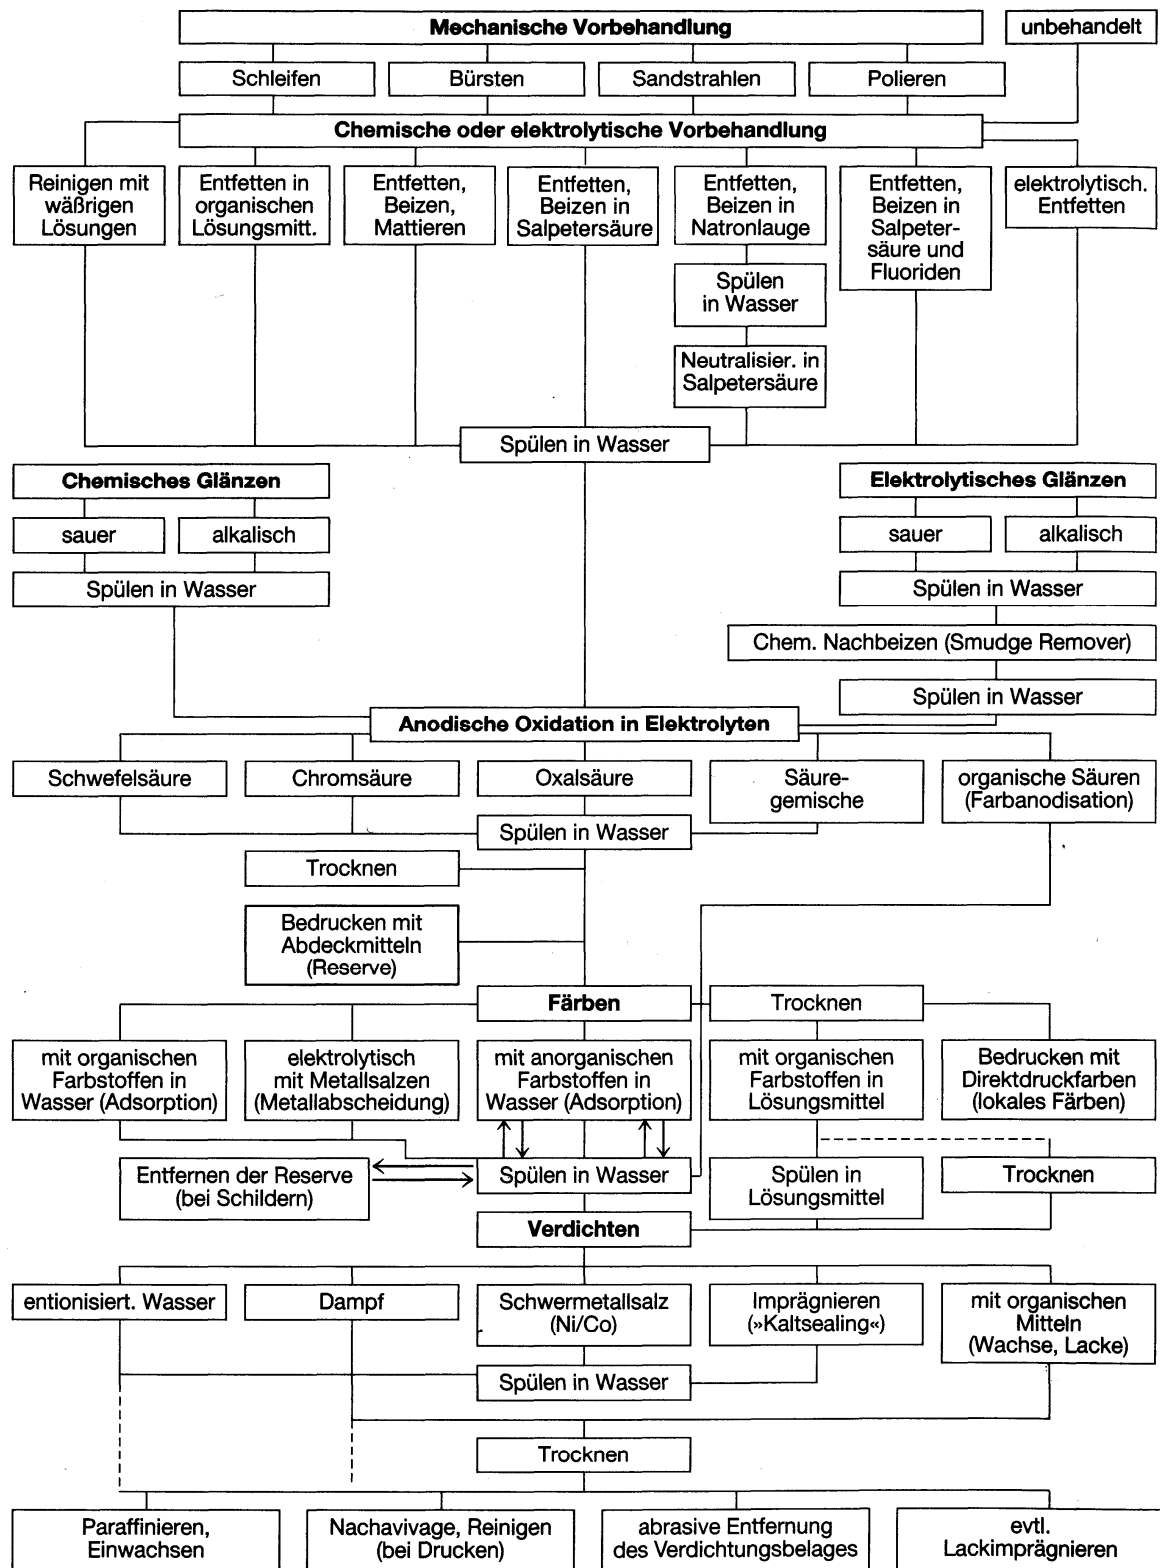 Mechanische Vorbehandlung
unbehandelt
Schleifen
Bürsten
Sandstrahlen
Polieren
Chemische oder elektrolytische Vorbehandlung
Reinigen mit
wäßrigen
Lösungen
Entfetten in
organischen
Lösungsmitt.
Entfetten,
Beizen,
Mattieren
Entfetten,
Beizen in
Salpetersäure
Entfetten,
Beizen in
Natronlauge
Entfetten,
Beizen in
Salpeter-
säure und
Fluoriden
elektrolytisch.
Entfetten
Spülen
in Wasser
Neutralisier. in
Salpetersäure
Spülen in Wasser
Chemisches Glänzen
sauer
alkalisch
Spülen in Wasser
Elektrolytisches Glänzen
sauer
alkalisch
Spülen in Wasser
Chem. Nachbeizen (Smudge Remover)
Spülen in Wasser
Anodische Oxidation in Elektrolyten
Schwefelsäure
Chromsäure
Oxalsäure
Säure-
gemische
organische Säuren
(Farbanodisation)
Spülen in Wasser
Trocknen
Bedrucken mit
Abdeckmitteln
(Reserve)
Färben
Trocknen
mit organischen
Farbstoffen in
Wasser (Adsorption)
elektrolytisch
mit Metallsalzen
(Metallabscheidung)
mit anorganischen
Farbstoffen in
Wasser (Adsorption)
mit organischen
Farbstoffen in
Lösungsmittel
Bedrucken mit
Direktdruckfarben
(lokales Färben)
Entfernen der Reserve
(bei Schildern)
Spülen in Wasser
Spülen in
Lösungsmittel
Trocknen
Verdichten
entionisiert. Wasser
Dampf
Schwermetallsalz
(Ni/Co)
Imprägnieren
(»Kaltsealing«)
mit organischen
Mitteln
(Wachse, Lacke)
Spülen in Wasser
Trocknen
Paraffinieren,
Einwachsen
Nachavivage, Reinigen
(bei Drucken)
abrasive Entfernung
des Verdichtungsbelages
evtl.
Lackimprägnieren